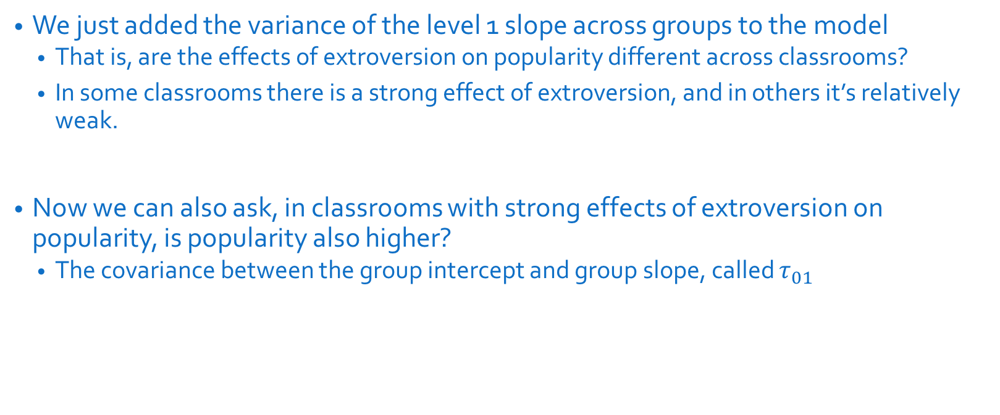 • We just added the variance of the level 1 slope across groups to the model
• That is, are the effects of extroversion on popularity different across classrooms?
• In some classrooms there is a strong effect of extroversion, and in others it’s relatively
weak.
• Now we can also ask, in classrooms with strong effects of extroversion on
popularity, is popularity also higher?
• The covariance between the group intercept and group slope, called τ₀₁